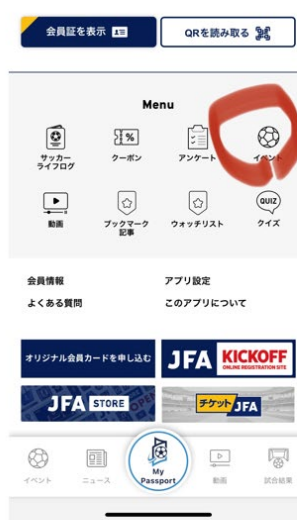 会員証を表示
QRを読み取る
Menu
サッカー
ライフログ
クーポン
アンケート
イベント
動画
ブックマーク
記事
ウォッチリスト
QUIZ
クイズ
会員情報
アプリ設定
よくある質問
このアプリについて
オリジナル会員カードを申し込む
JFA KICKOFF
ONLINE REGISTRATION SITE
JFA STORE
チケットJFA
イベント
ニュース
My
Passport
動画
試合結果